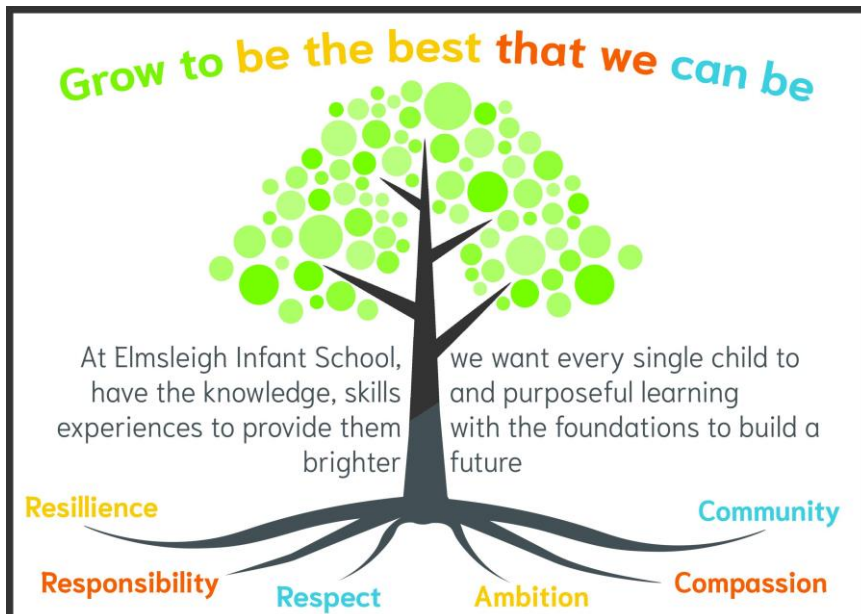 Grow to be the best that we can be
At Elmsleigh Infant School, we want every single child to
have the knowledge, skills and purposeful learning
experiences to provide them with the foundations to build a
brighter future
Resillience
Community
Responsibility
Respect
Ambition
Compassion